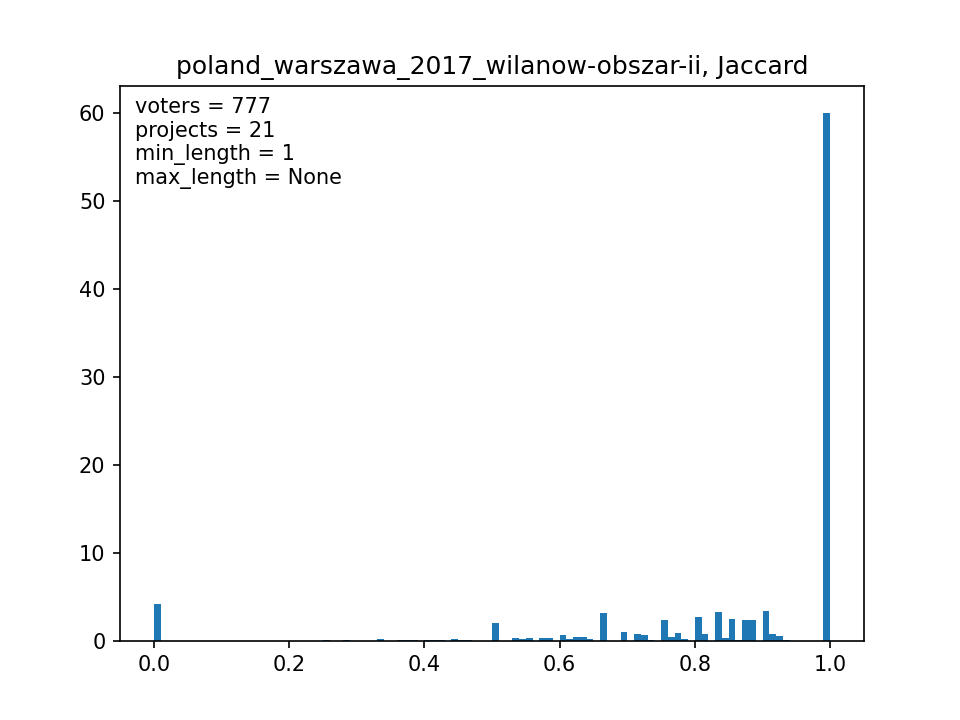 poland_warszawa_2017_wilanow-obszar-ii, Jaccard
voters = 777
projects = 21
min_length = 1
max_length = None
60
50
40
30
20
10
0
0.0 0.2 0.4 0.6 0.8 1.0